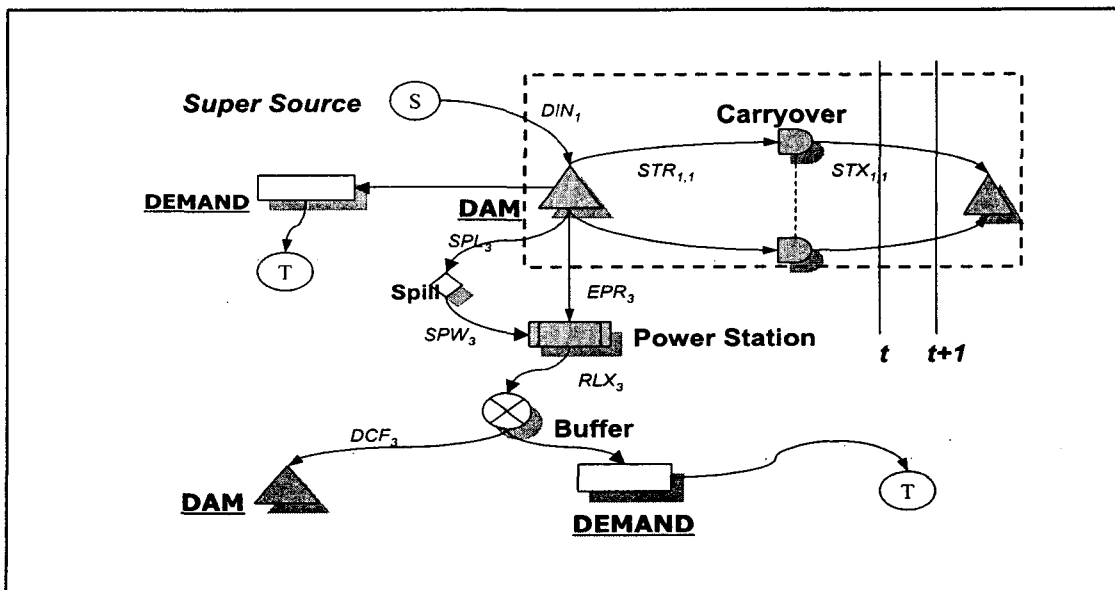 Super Source
S
DIN1
Carryover
STR1,1
STX1,1
DEMAND
DAM
SPL3
T
Spill
EPR3
SPW3
Power Station
t
t+1
RLX3
Buffer
DCF3
DAM
DEMAND
T